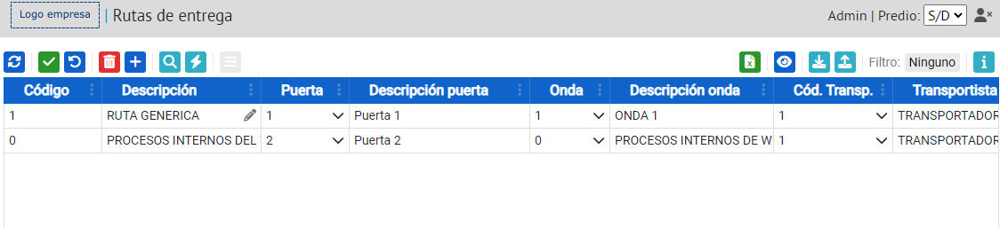 Logo empresa | Rutas de entrega Admin | Predio: S/D
Filtro: Ninguno
Código Descripción Puerta Descripción puerta Onda Descripción onda Cód. Transp. Transportista
1 RUTA GENERICA 1 Puerta 1 1 ONDA 1 1 TRANSPORTADOR
0 PROCESOS INTERNOS DEL 2 Puerta 2 0 PROCESOS INTERNOS DE W 1 TRANSPORTADOR